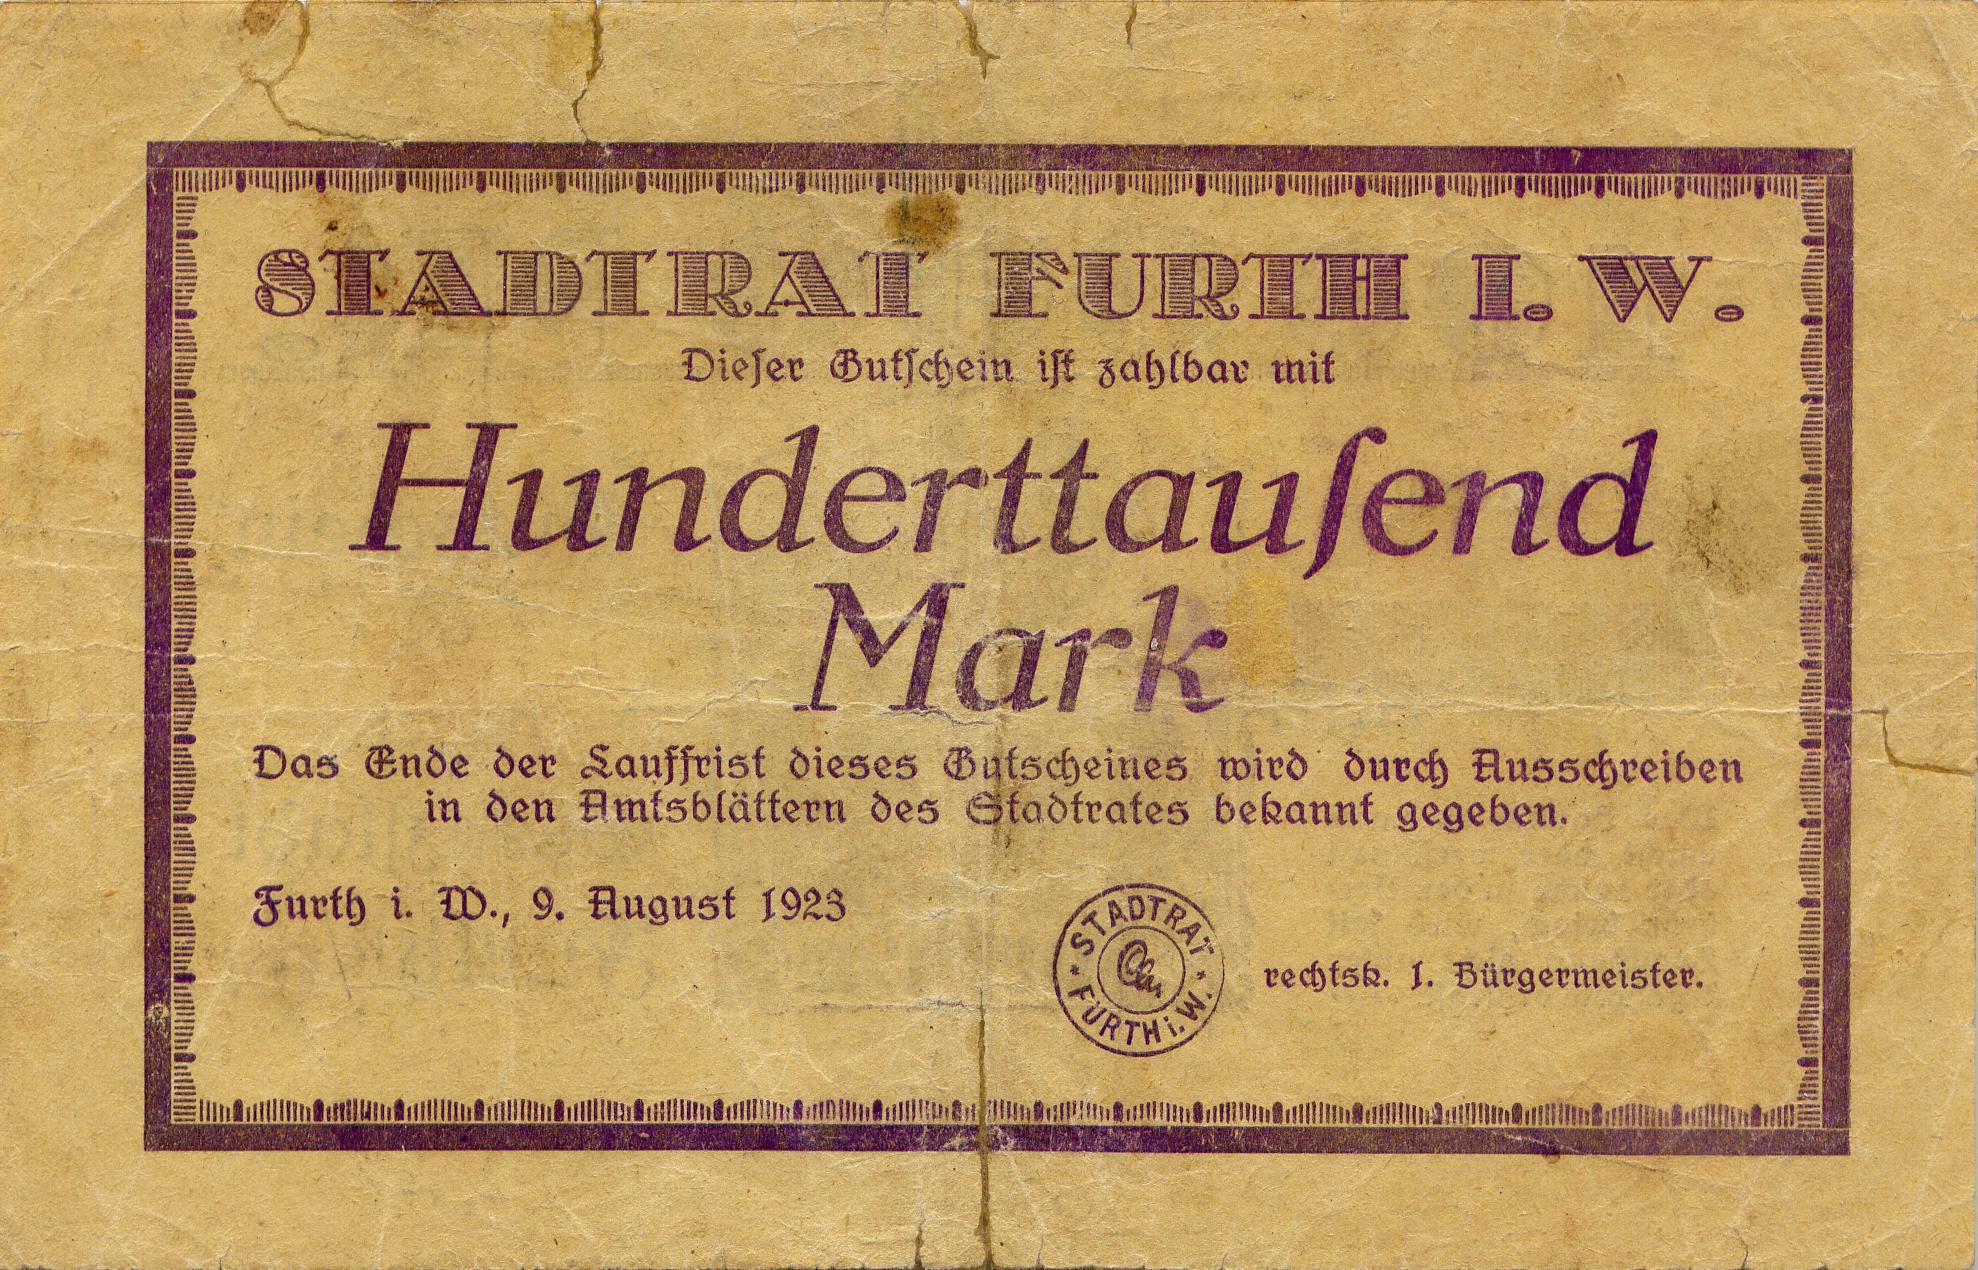 STADTRAT FURTH I. W.
Dieſer Gutſchein iſt zahlbar mit
Hunderttauſend
Mark
Das Ende der Lauffrist dieses Gutscheines wird durch Ausschreiben
in den Amtsblättern des Stadtrates bekannt gegeben.
Furth i. W., 9. August 1923
STADTRAT
FURTH i. W.
rechtsk. I. Bürgermeister.